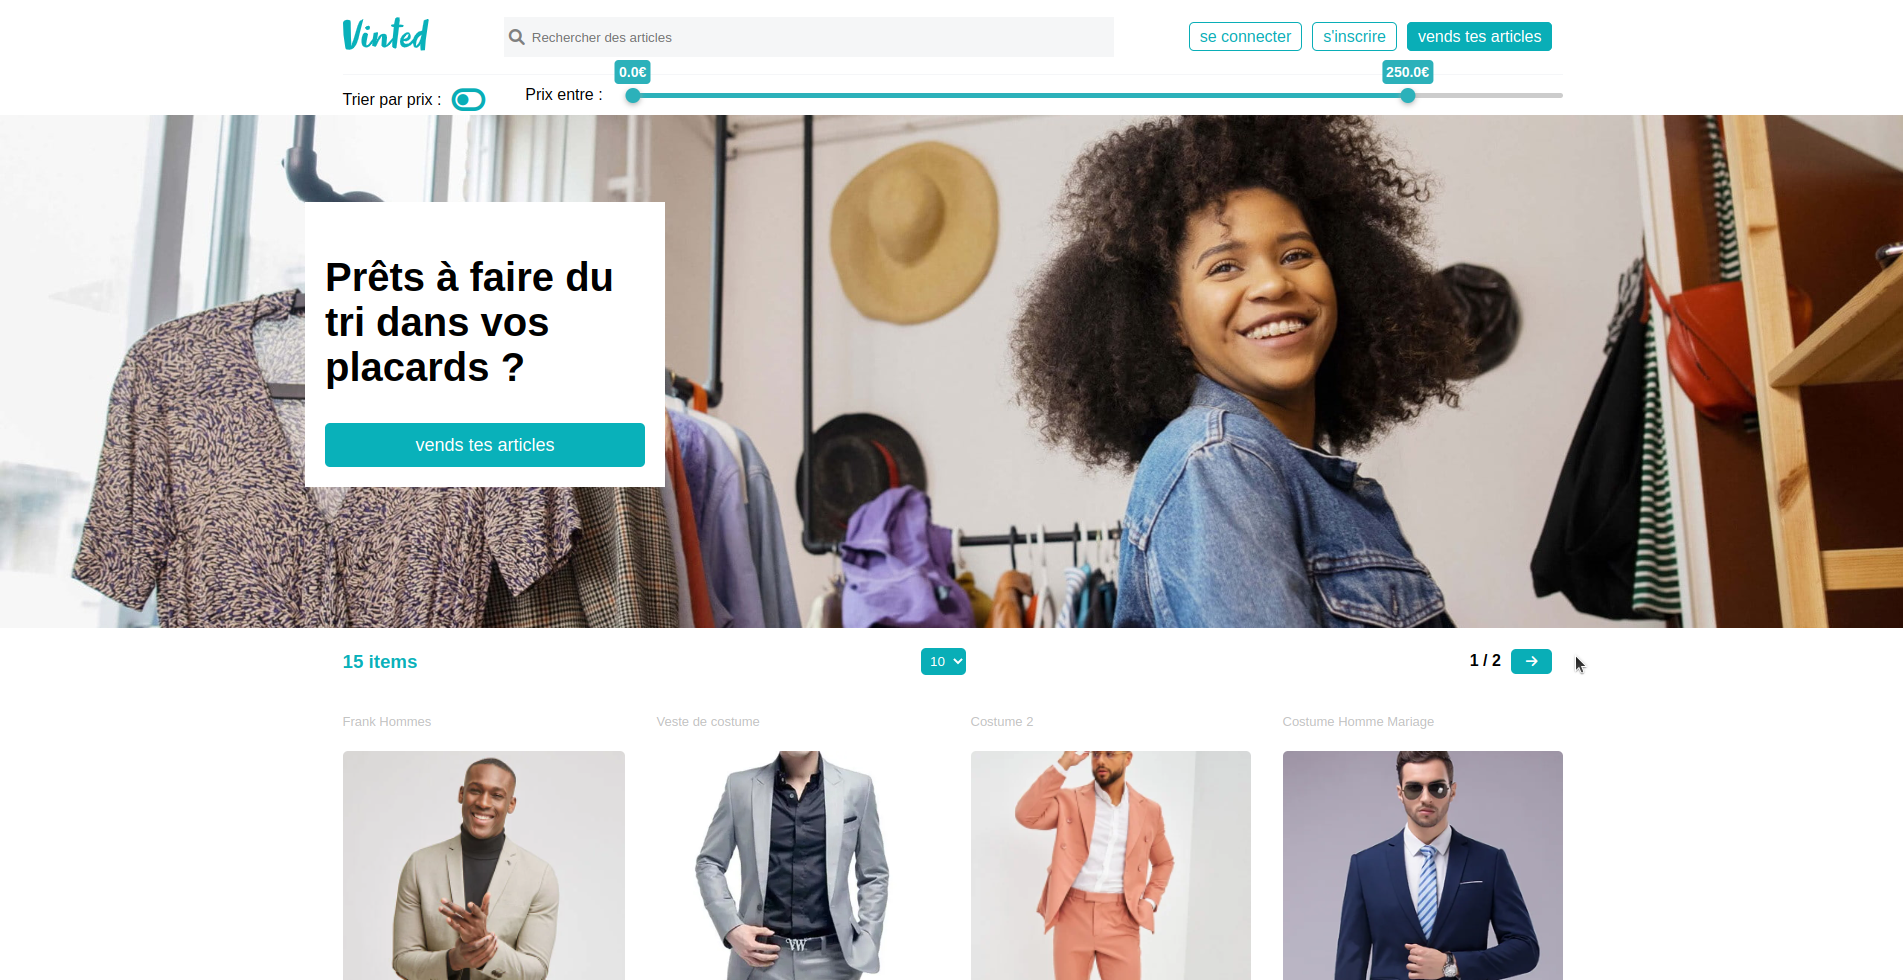 Vinted
Rechercher des articles
se connecter
s'inscrire
vends tes articles
0.0€
250.0€
Trier par prix :
Prix entre :
Prêts à faire du
tri dans vos
placards ?
vends tes articles
15 items
10
1 / 2
Frank Hommes
Veste de costume
Costume 2
Costume Homme Mariage
VW